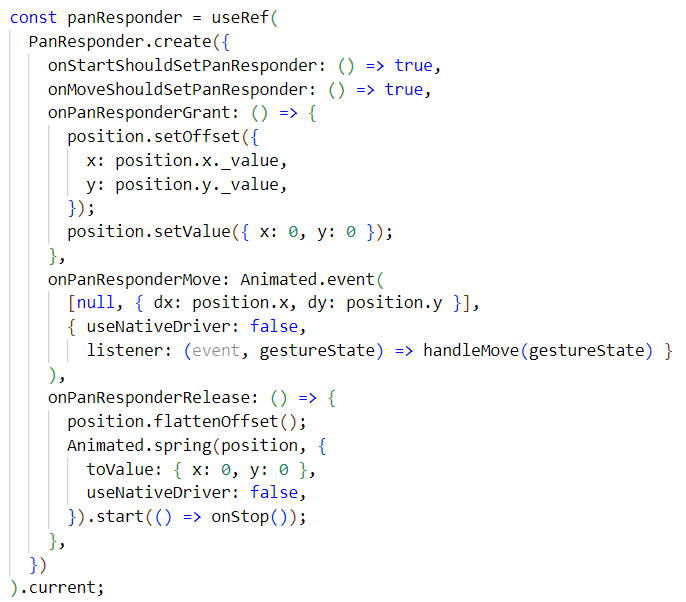 const panResponder = useRef(
  PanResponder.create({
    onStartShouldSetPanResponder: () => true,
    onMoveShouldSetPanResponder: () => true,
    onPanResponderGrant: () => {
      position.setOffset({
        x: position.x._value,
        y: position.y._value,
      });
      position.setValue({ x: 0, y: 0 });
    },
    onPanResponderMove: Animated.event(
      [null, { dx: position.x, dy: position.y }],
      { useNativeDriver: false,
        listener: (event, gestureState) => handleMove(gestureState) }
    ),
    onPanResponderRelease: () => {
      position.flattenOffset();
      Animated.spring(position, {
        toValue: { x: 0, y: 0 },
        useNativeDriver: false,
      }).start(() => onStop());
    },
  })
).current;